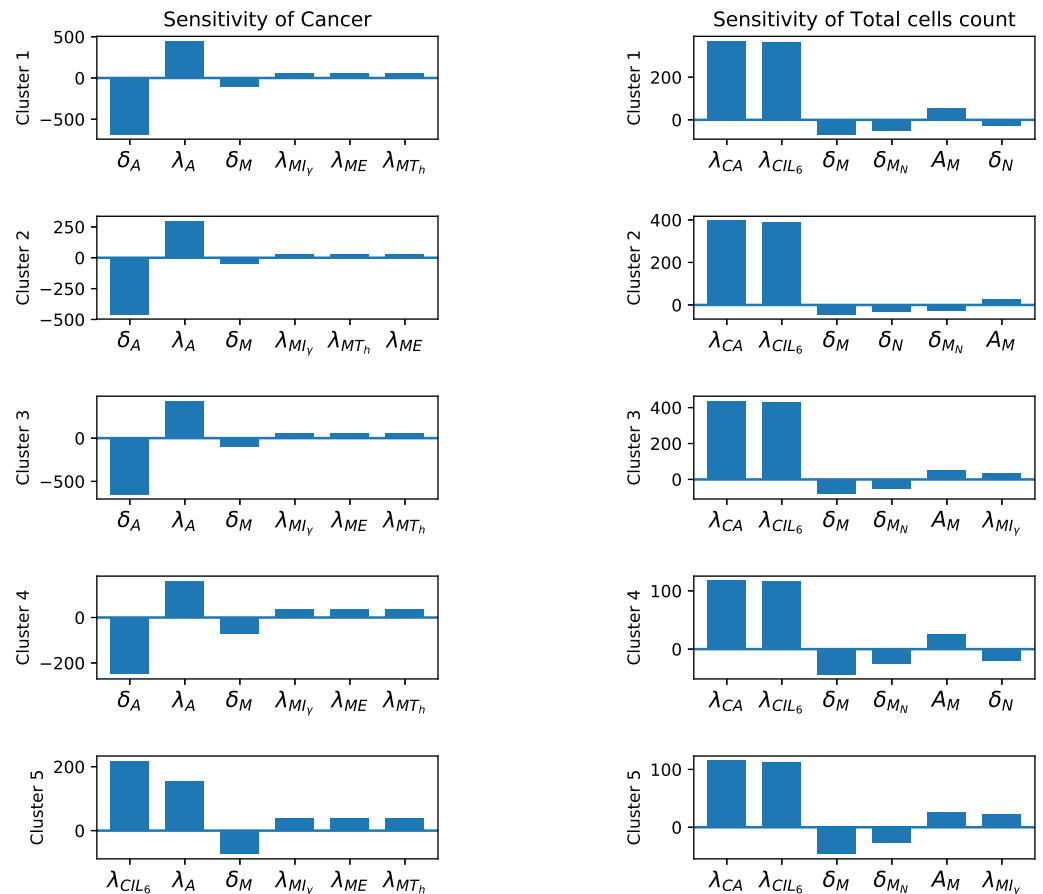 Sensitivity of Cancer
Cluster 1
500
0
−500
δ_A λ_A δ_M λ_{MI_γ} λ_{ME} λ_{MT_h}
Sensitivity of Total cells count
Cluster 1
200
0
λ_{CA} λ_{CIL_6} δ_M δ_{M_N} A_M δ_N
Cluster 2
250
0
−250
−500
δ_A λ_A δ_M λ_{MI_γ} λ_{MT_h} λ_{ME}
Cluster 2
400
200
0
λ_{CA} λ_{CIL_6} δ_M δ_N δ_{M_N} A_M
Cluster 3
0
−500
δ_A λ_A δ_M λ_{MI_γ} λ_{ME} λ_{MT_h}
Cluster 3
400
200
0
λ_{CA} λ_{CIL_6} δ_M δ_{M_N} A_M λ_{MI_γ}
Cluster 4
0
−200
δ_A λ_A δ_M λ_{MI_γ} λ_{ME} λ_{MT_h}
Cluster 4
100
0
λ_{CA} λ_{CIL_6} δ_M δ_{M_N} A_M δ_N
Cluster 5
200
0
λ_{CIL_6} λ_A δ_M λ_{MI_γ} λ_{ME} λ_{MT_h}
Cluster 5
100
0
λ_{CA} λ_{CIL_6} δ_M δ_{M_N} A_M λ_{MI_γ}